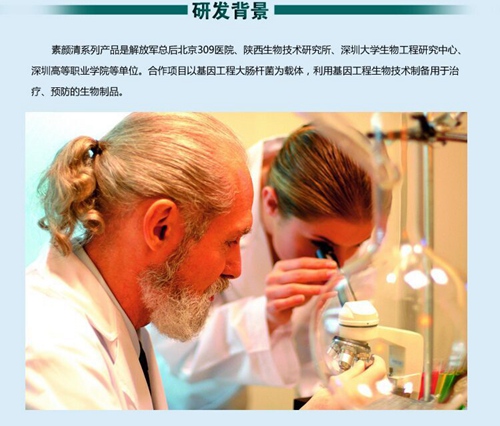 研发背景
素颜清系列产品是解放军总后北京309医院、陕西生物技术研究所、深圳大学生物工程研究中心、
深圳高等职业学院等单位。合作项目以基因工程大肠杆菌为载体，利用基因工程生物技术制备用于治
疗、预防的生物制品。